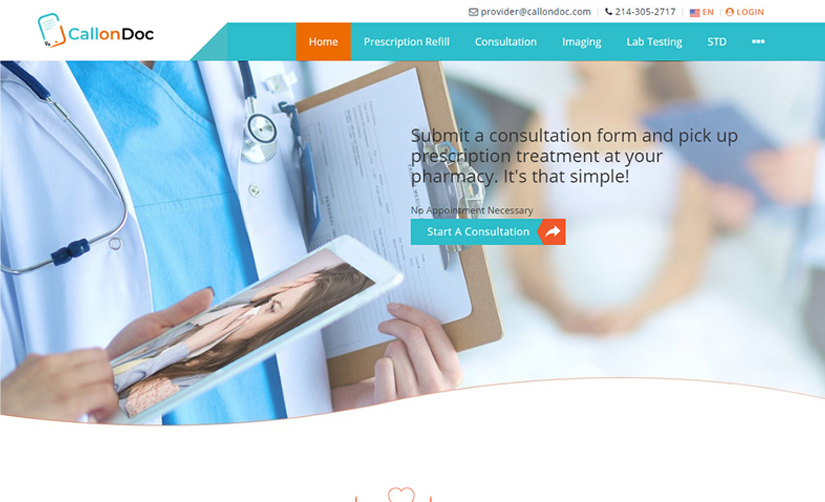 provider@callondoc.com 214-305-2717 EN LOGIN
CallonDoc
Home Prescription Refill Consultation Imaging Lab Testing STD
Submit a consultation form and pick up
prescription treatment at your
pharmacy. It's that simple!
No Appointment Necessary
Start A Consultation